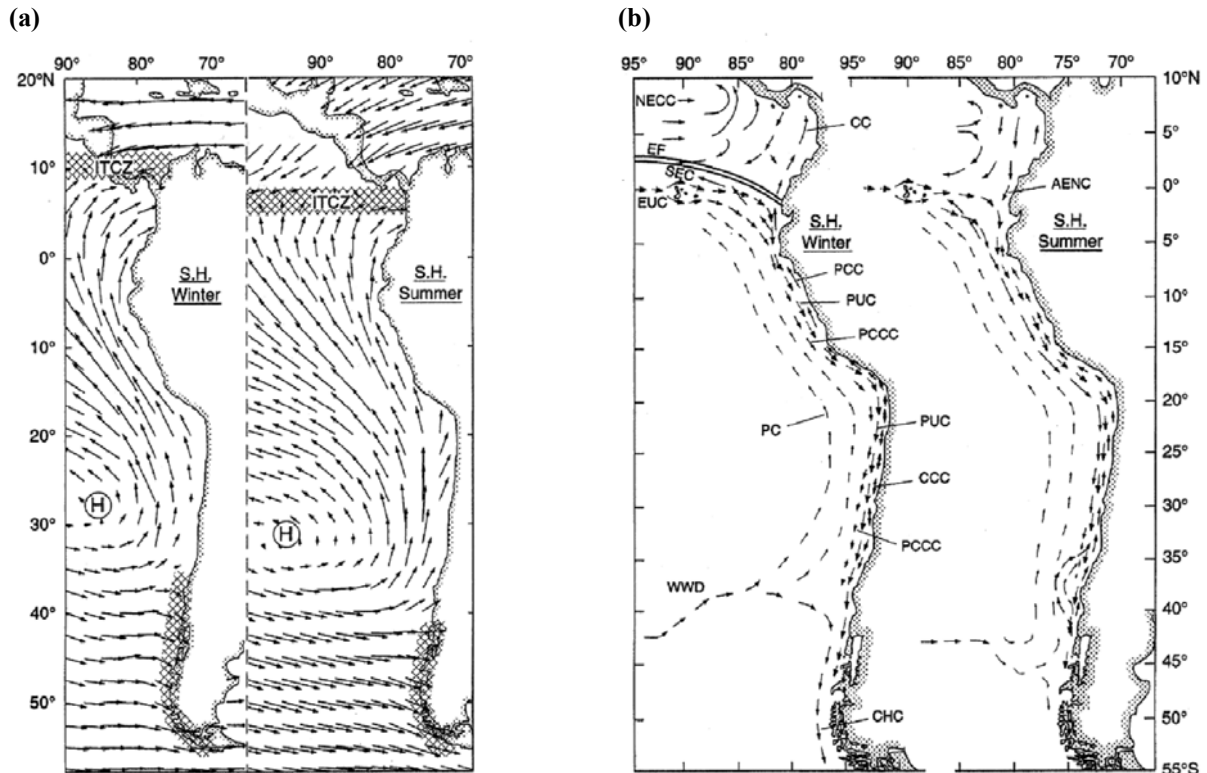 (a)
(b)
90° 80° 70° 90° 80° 70°
20°N
10°
0°
10°
20°
30°
40°
50°
ITCZ
ITCZ
S.H.
Winter
S.H.
Summer
H
H
95° 90° 85° 80° 90° 85° 80° 75° 70°
10°N
5°
0°
5°
10°
15°
20°
25°
30°
35°
40°
45°
50°
55°S
NECC
CC
EF
SEC
EUC
AENC
S.H.
Winter
S.H.
Summer
PCC
PUC
PCCC
PC
PUC
CCC
PCCC
WWD
CHC